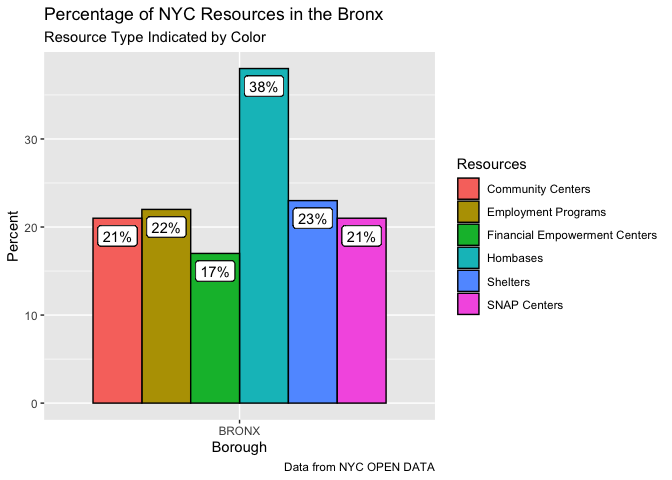 Percentage of NYC Resources in the Bronx
Resource Type Indicated by Color
Percent
30
20
10
0
21%
22%
17%
38%
23%
21%
BRONX
Borough
Resources
Community Centers
Employment Programs
Financial Empowerment Centers
Hombases
Shelters
SNAP Centers
Data from NYC OPEN DATA